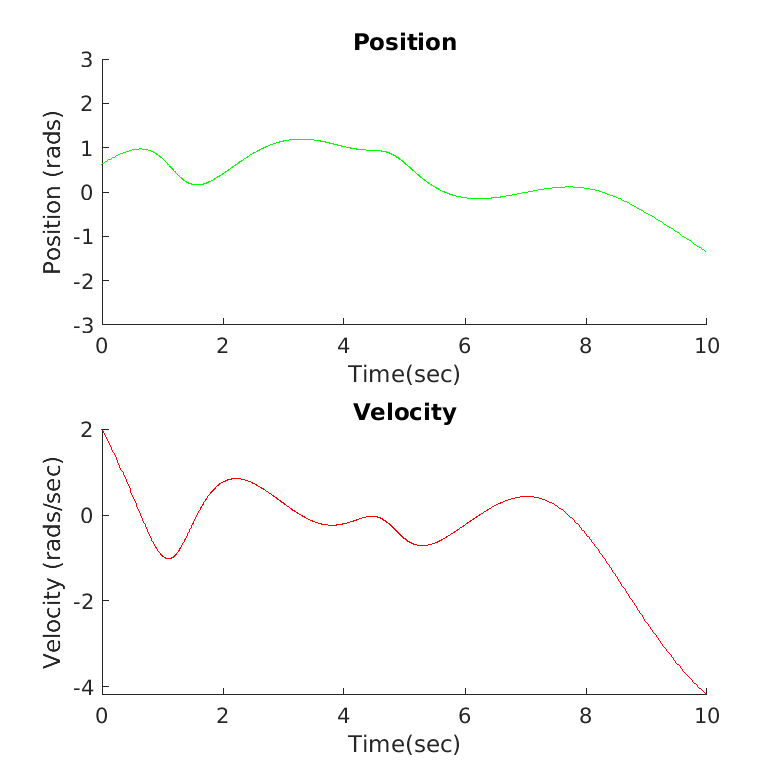 Position
3
2
1
0
-1
-2
-3
Position (rads)
0 2 4 6 8 10
Time(sec)
Velocity
2
0
-2
-4
Velocity (rads/sec)
0 2 4 6 8 10
Time(sec)